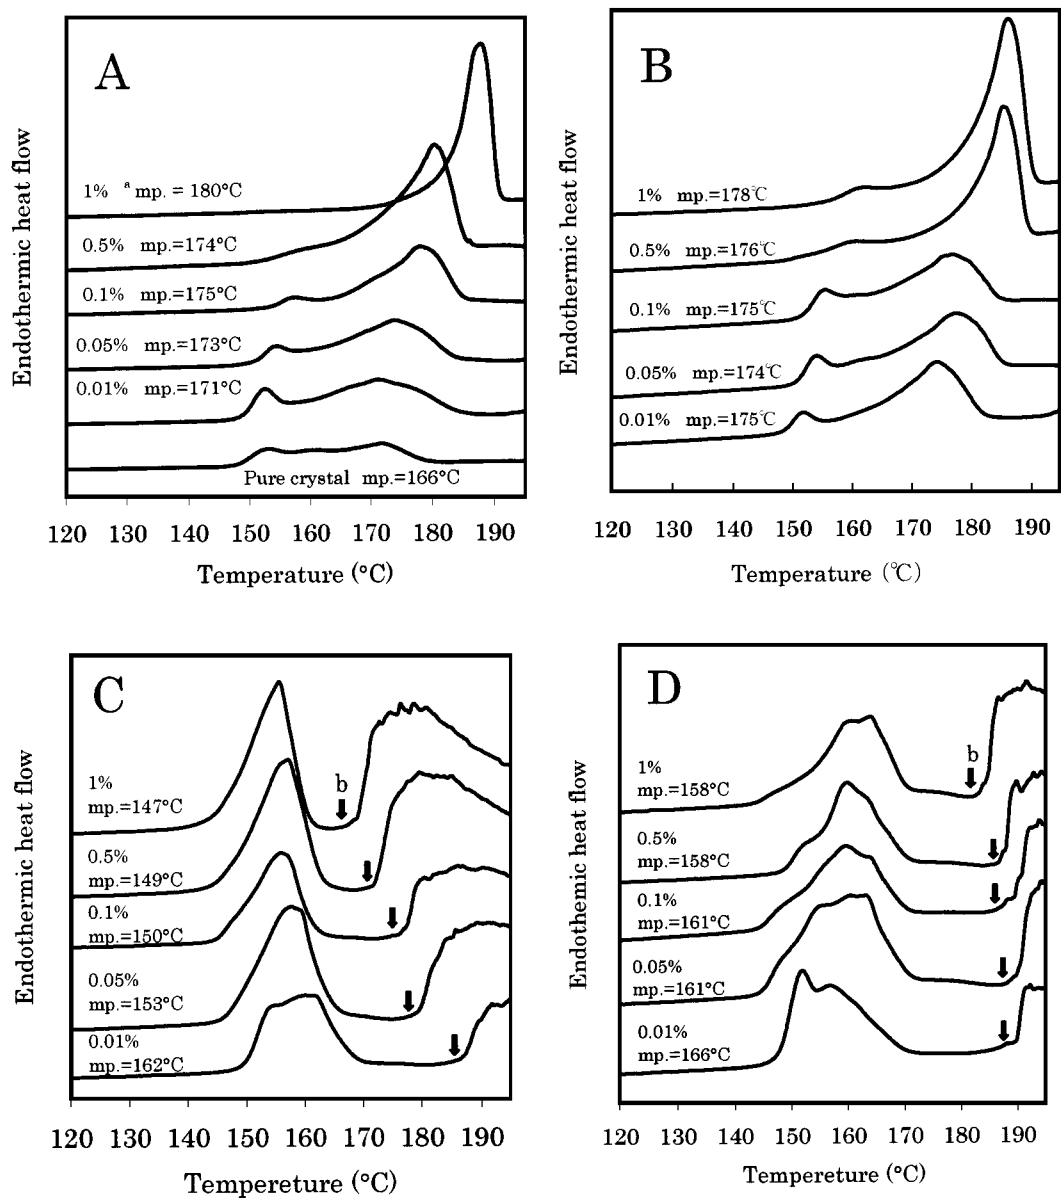 A
Endothermic heat flow
1% a mp. = 180°C
0.5% mp.=174°C
0.1% mp.=175°C
0.05% mp.=173°C
0.01% mp.=171°C
Pure crystal mp.=166°C
120 130 140 150 160 170 180 190
Temperature (°C)
B
Endothermic heat flow
1% mp.=178℃
0.5% mp.=176℃
0.1% mp.=175℃
0.05% mp.=174℃
0.01% mp.=175℃
120 130 140 150 160 170 180 190
Temperature (℃)
C
Endothermic heat flow
b
1%
mp.=147°C
0.5%
mp.=149°C
0.1%
mp.=150°C
0.05%
mp.=153°C
0.01%
mp.=162°C
120 130 140 150 160 170 180 190
Tempereture (°C)
D
Endothemic heat flow
b
1%
mp.=158°C
0.5%
mp.=158°C
0.1%
mp.=161°C
0.05%
mp.=161°C
0.01%
mp.=166°C
120 130 140 150 160 170 180 190
Tempereture (°C)